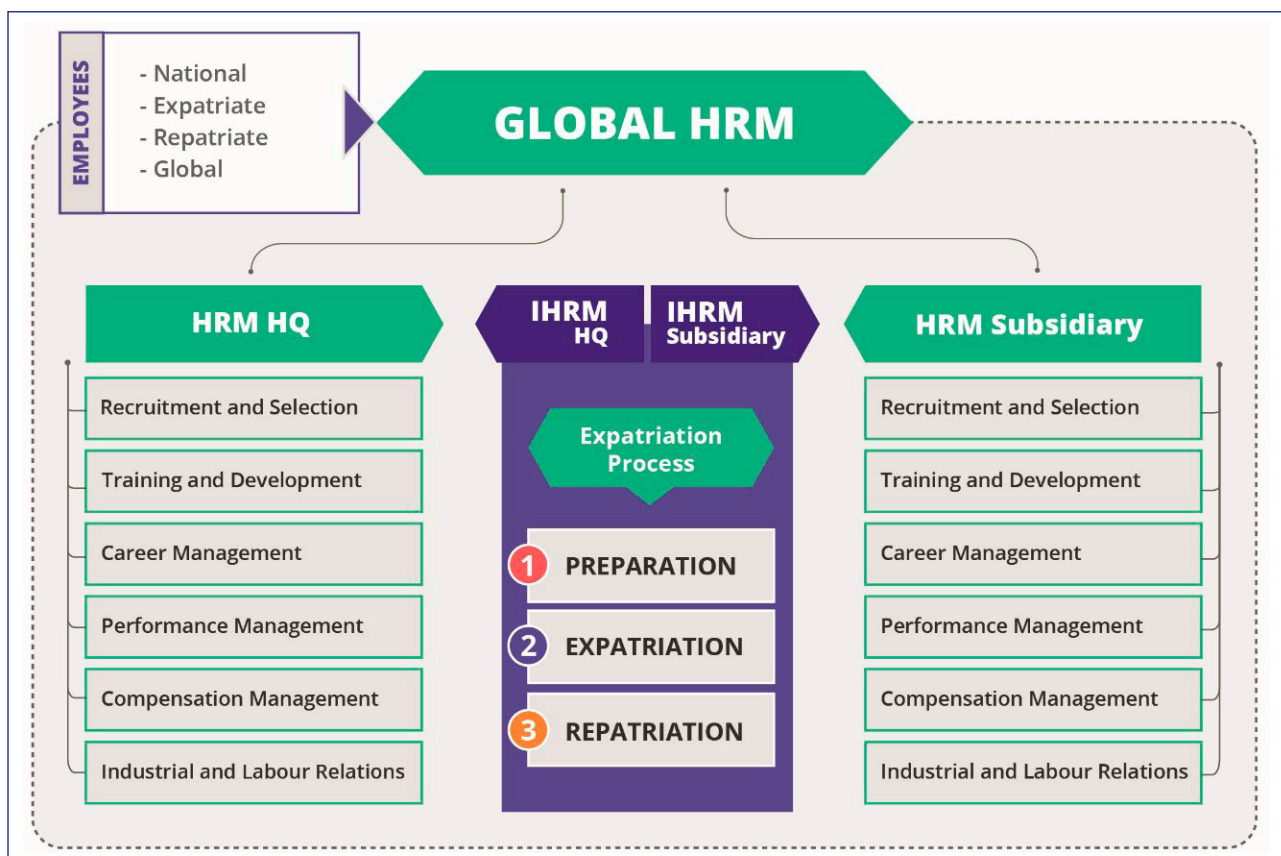 EMPLOYEES
- National
- Expatriate
- Repatriate
- Global
GLOBAL HRM
HRM HQ
Recruitment and Selection
Training and Development
Career Management
Performance Management
Compensation Management
Industrial and Labour Relations
IHRM
HQ
IHRM
Subsidiary
Expatriation
Process
1 PREPARATION
2 EXPATRIATION
3 REPATRIATION
HRM Subsidiary
Recruitment and Selection
Training and Development
Career Management
Performance Management
Compensation Management
Industrial and Labour Relations